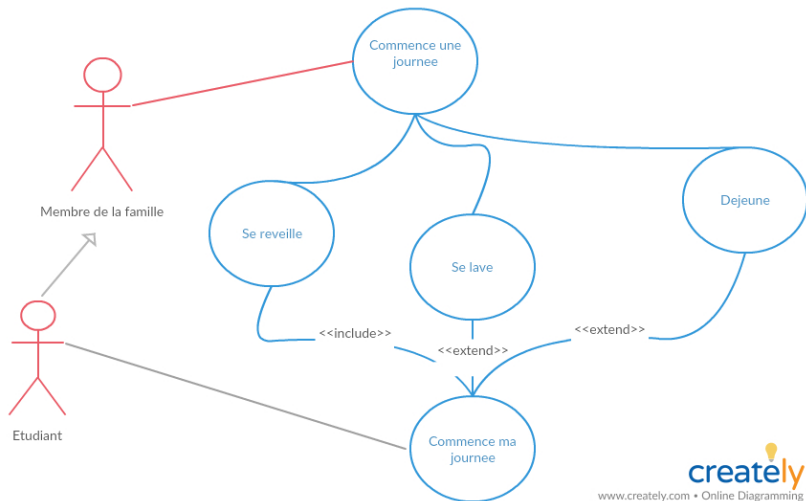 Commence une
journee
Membre de la famille
Se reveille
Se lave
Dejeune
<<include>>
<<extend>>
<<extend>>
Etudiant
Commence ma
journee
creately
www.creately.com • Online Diagramming